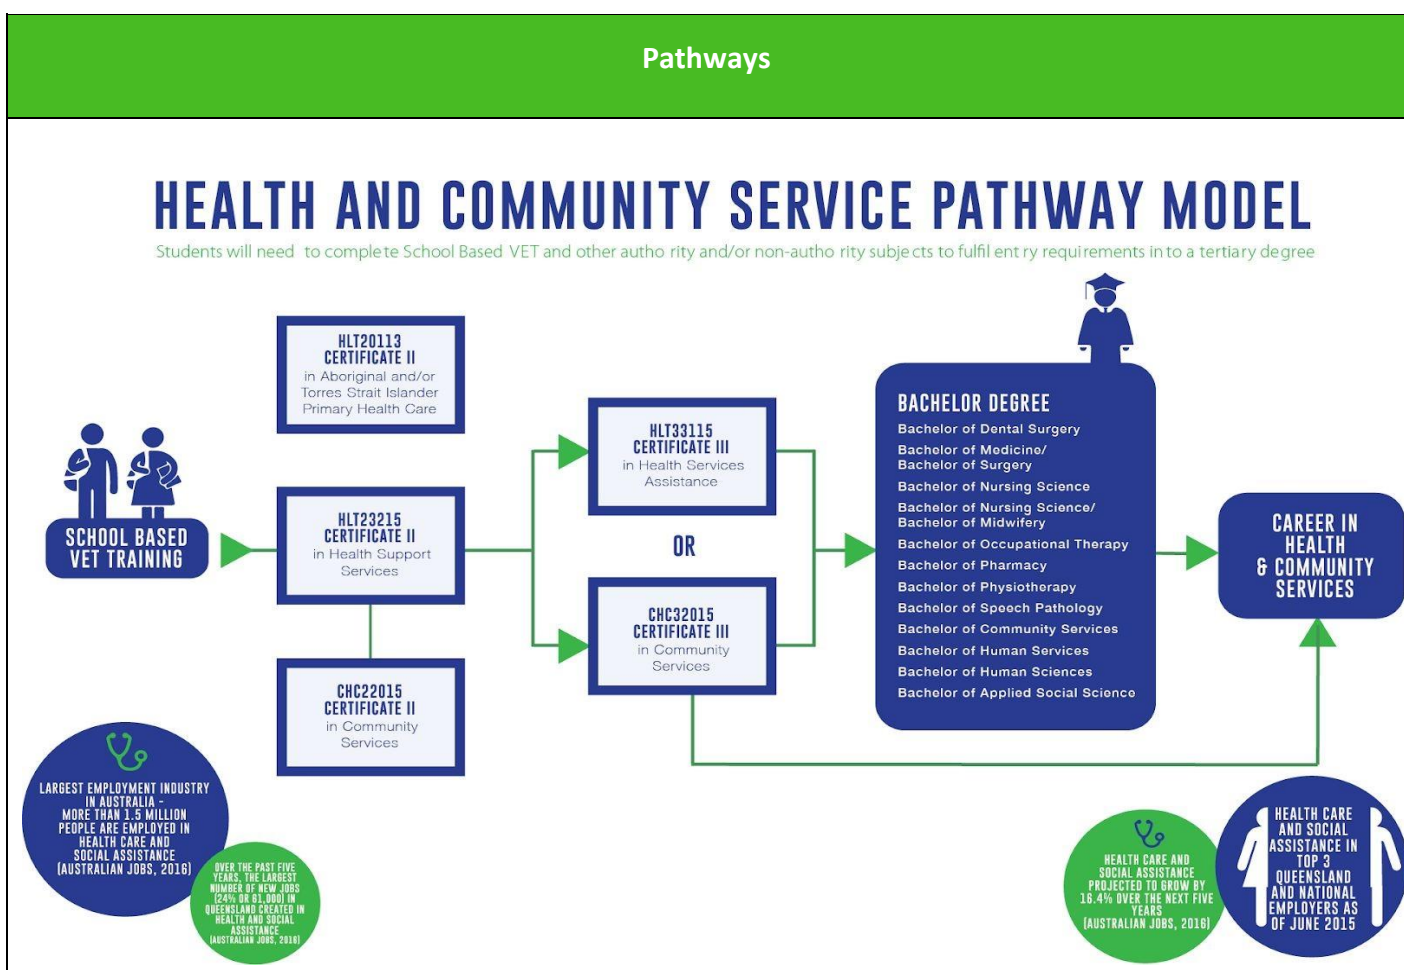 Pathways
HEALTH AND COMMUNITY SERVICE PATHWAY MODEL
Students will need to complete School Based VET and other autho rity and/or non-autho rity subjects to fulfil ent ry requirements in to a tertiary degree
SCHOOL BASED
VET TRAINING
HLT20113
CERTIFICATE II
in Aboriginal and/or
Torres Strait Islander
Primary Health Care
HLT23215
CERTIFICATE II
in Health Support
Services
CHC22015
CERTIFICATE II
in Community
Services
HLT33115
CERTIFICATE III
in Health Services
Assistance
OR
CHC32015
CERTIFICATE III
in Community
Services
BACHELOR DEGREE
Bachelor of Dental Surgery
Bachelor of Medicine/
Bachelor of Surgery
Bachelor of Nursing Science
Bachelor of Nursing Science/
Bachelor of Midwifery
Bachelor of Occupational Therapy
Bachelor of Pharmacy
Bachelor of Physiotherapy
Bachelor of Speech Pathology
Bachelor of Community Services
Bachelor of Human Services
Bachelor of Human Sciences
Bachelor of Applied Social Science
CAREER IN
HEALTH
& COMMUNITY
SERVICES
LARGEST EMPLOYMENT INDUSTRY
IN AUSTRALIA -
MORE THAN 1.5 MILLION
PEOPLE ARE EMPLOYED IN
HEALTH CARE AND
SOCIAL ASSISTANCE
(AUSTRALIAN JOBS, 2016)
OVER THE PAST FIVE
YEARS, THE LARGEST
NUMBER OF NEW JOBS
(24% OR 61,000) IN
QUEENSLAND CREATED IN
HEALTH AND SOCIAL
ASSISTANCE
(AUSTRALIAN JOBS, 2016)
HEALTH CARE AND
SOCIAL ASSISTANCE
PROJECTED TO GROW BY
16.4% OVER THE NEXT FIVE
YEARS
(AUSTRALIAN JOBS, 2016)
HEALTH CARE
AND SOCIAL
ASSISTANCE IN
TOP 3
QUEENSLAND
AND NATIONAL
EMPLOYERS AS
OF JUNE 2015